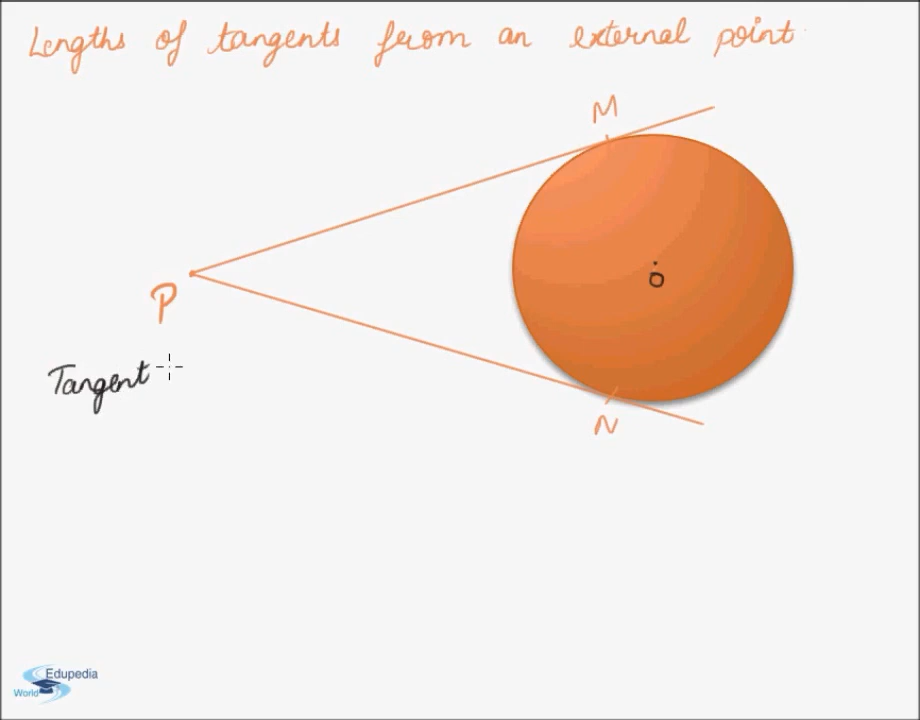 Lengths of tangents from an external point
M
O
P
Tangent
N
Edupedia
World